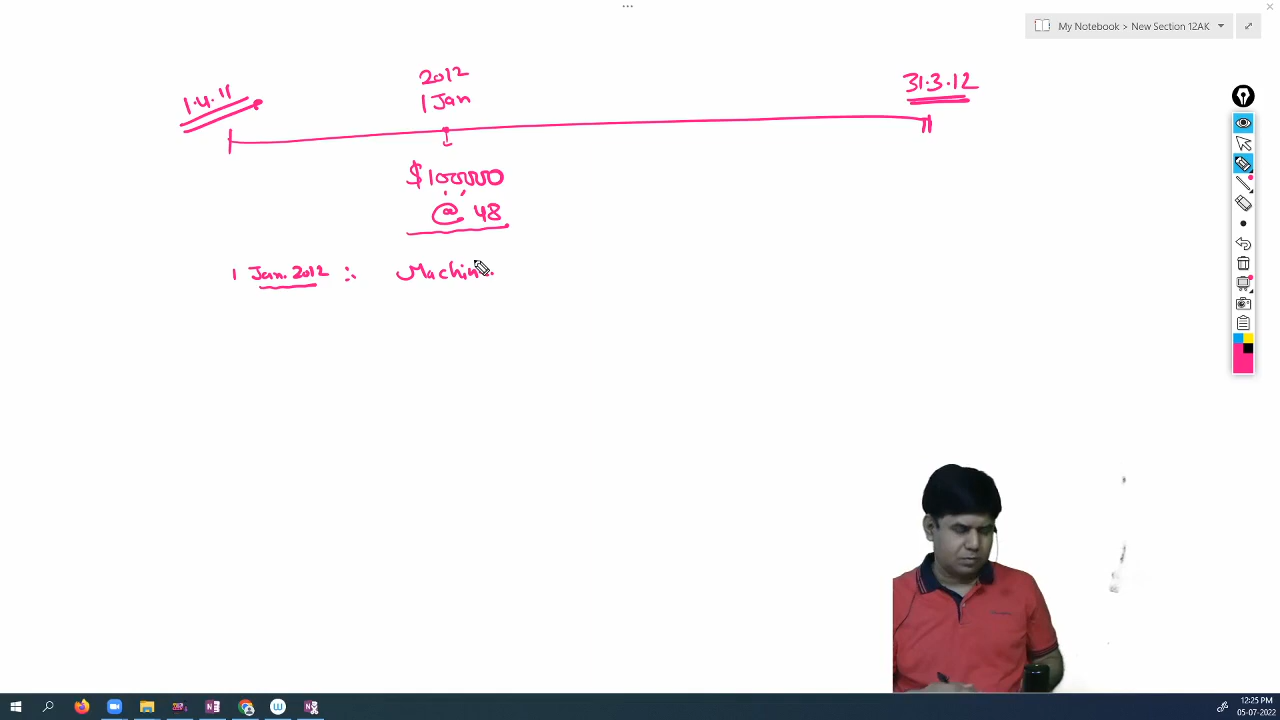 My Notebook > New Section 12AK
1.4.11
2012
1 Jan
31.3.12
$1000000
@ 48
1 Jan. 2012 :. Machin.
12:25 PM
05-07-2022